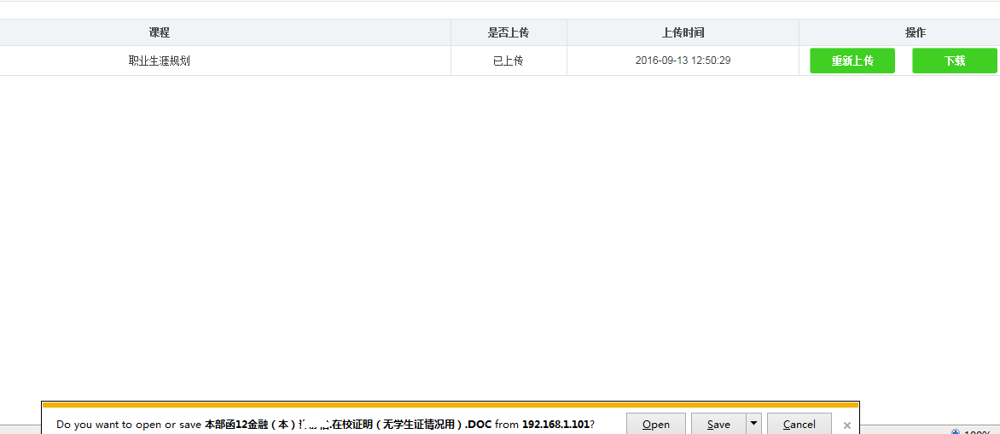 课程 是否上传 上传时间 操作
职业生涯规划 已上传 2016-09-13 12:50:29 重新上传 下载
Do you want to open or save 本部函12金融（本） .在校证明（无学生证情况用）.DOC from 192.168.1.101? Open Save Cancel ×
100%